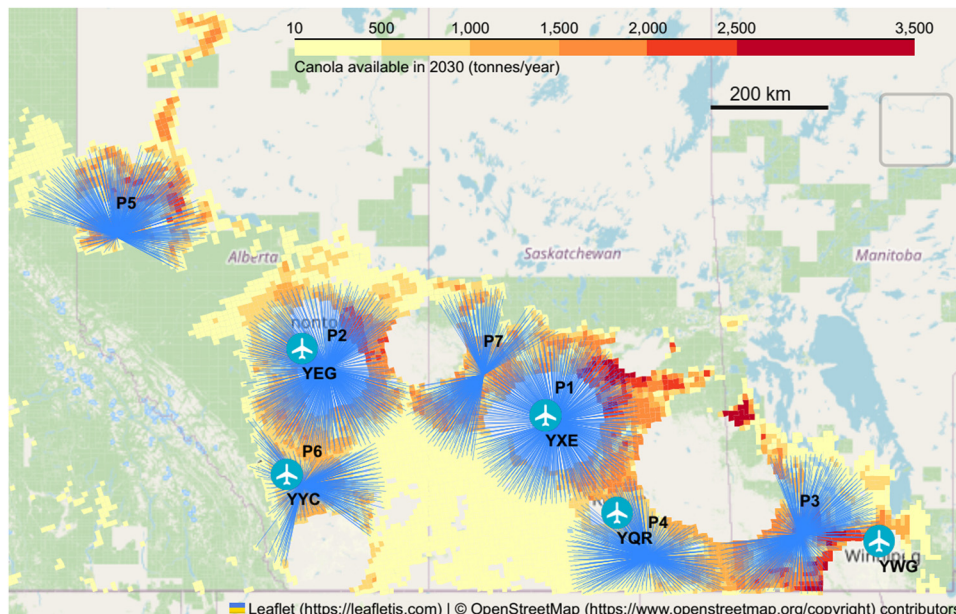 10 500 1,000 1,500 2,000 2,500 3,500
Canola available in 2030 (tonnes/year)
200 km
P5
Alberta
Saskatchewan
Manitoba
P2
YEG
P7
P1
YXE
P6
YYC
P3
P4
YQR
YWG
Leaflet (https://leafletjs.com) | © OpenStreetMap (https://www.openstreetmap.org/copyright) contributors